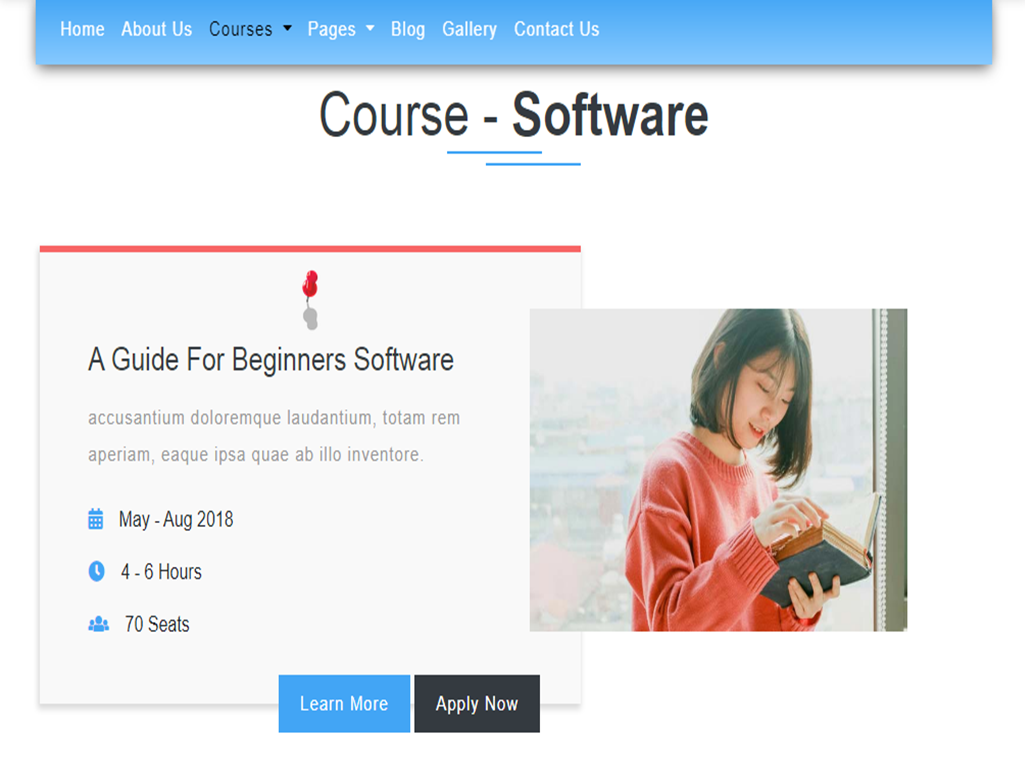 Home About Us Courses Pages Blog Gallery Contact Us
Course - Software
A Guide For Beginners Software
accusantium doloremque laudantium, totam rem
aperiam, eaque ipsa quae ab illo inventore.
May - Aug 2018
4 - 6 Hours
70 Seats
Learn More Apply Now